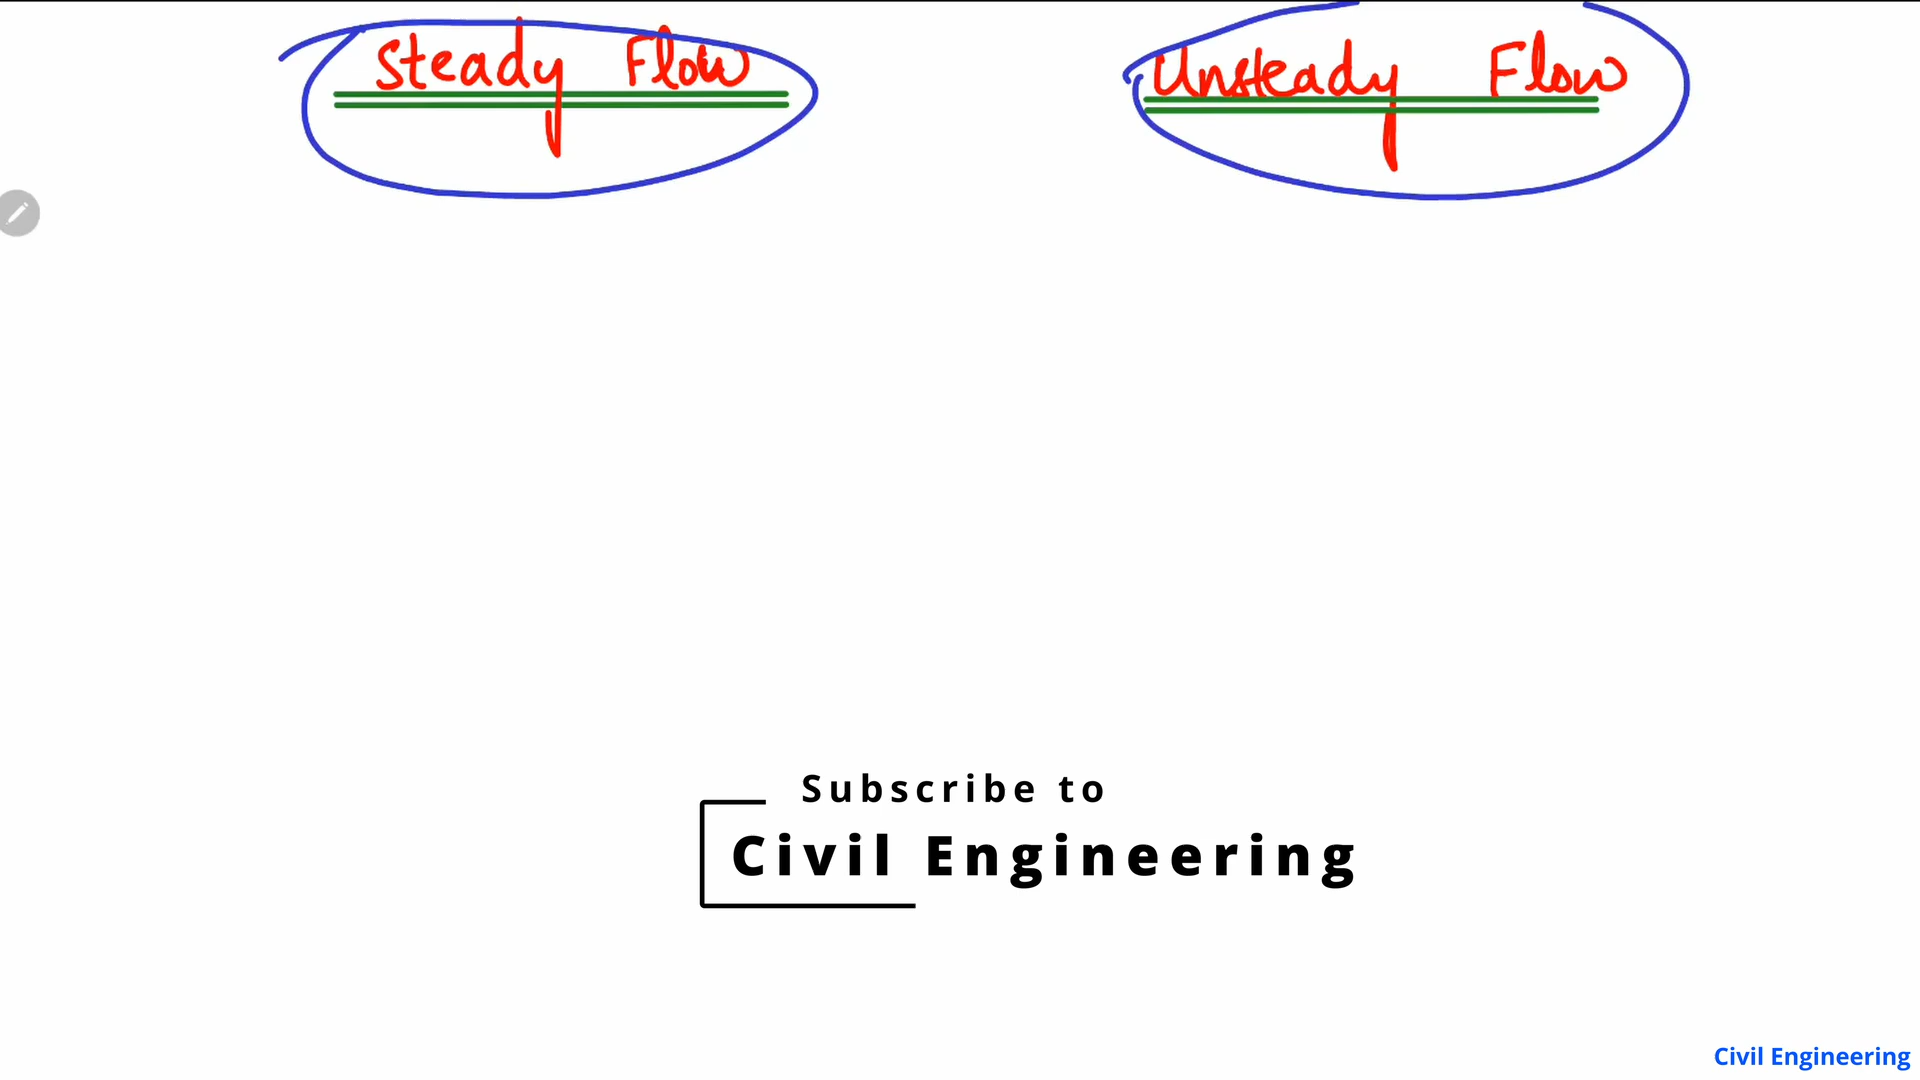 Steady Flow
Unsteady Flow
Subscribe to
Civil Engineering
Civil Engineering